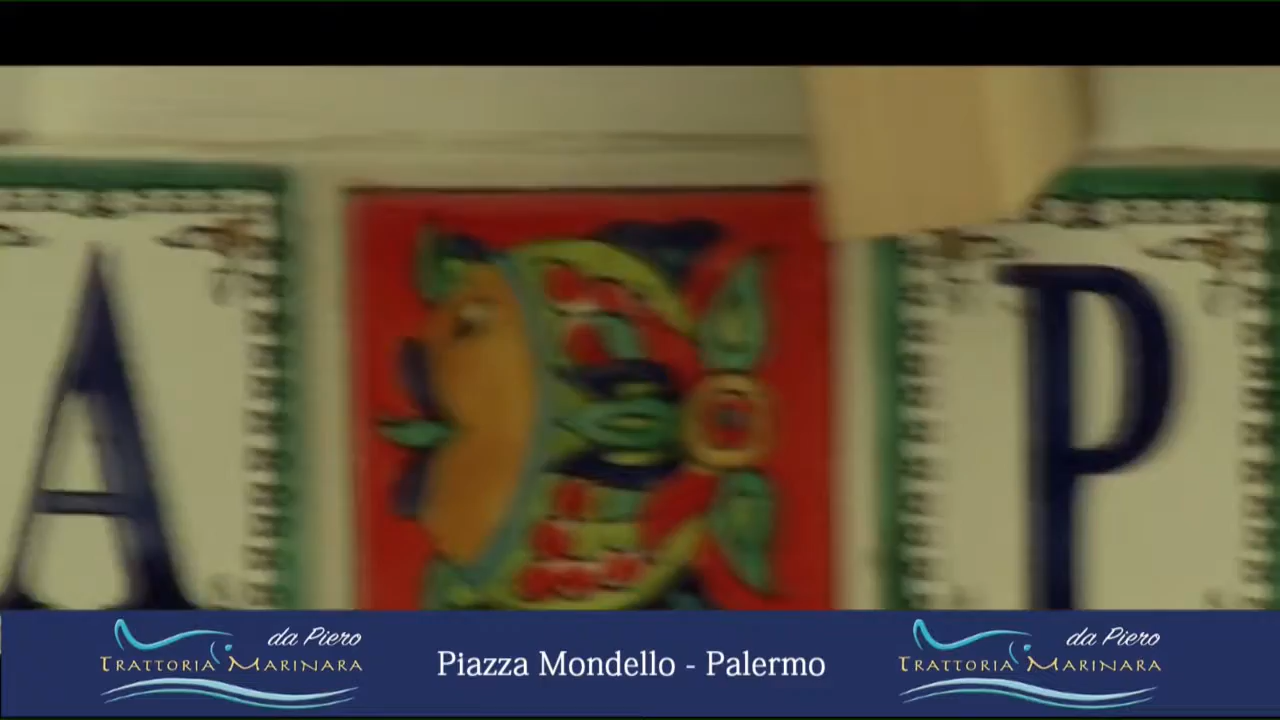 A P
da Piero
TRATTORIA MARINARA
Piazza Mondello - Palermo
da Piero
TRATTORIA MARINARA